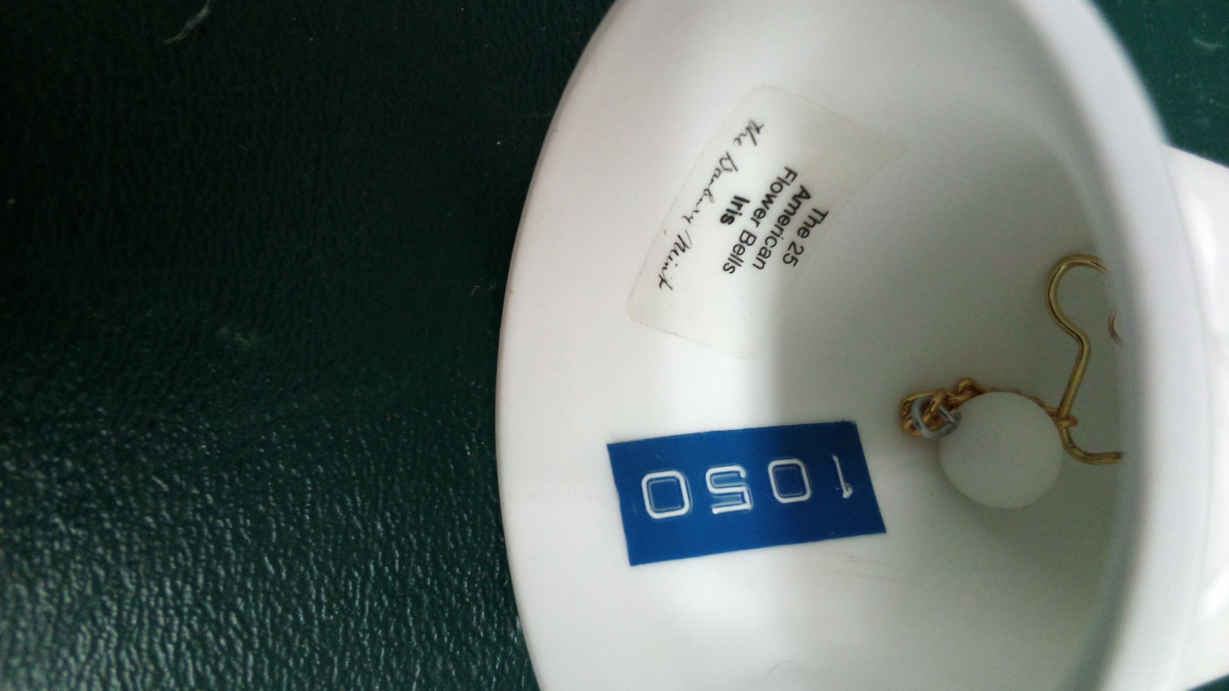 The 25
American
Flower Bells
Iris
the Danbury Mint
1050